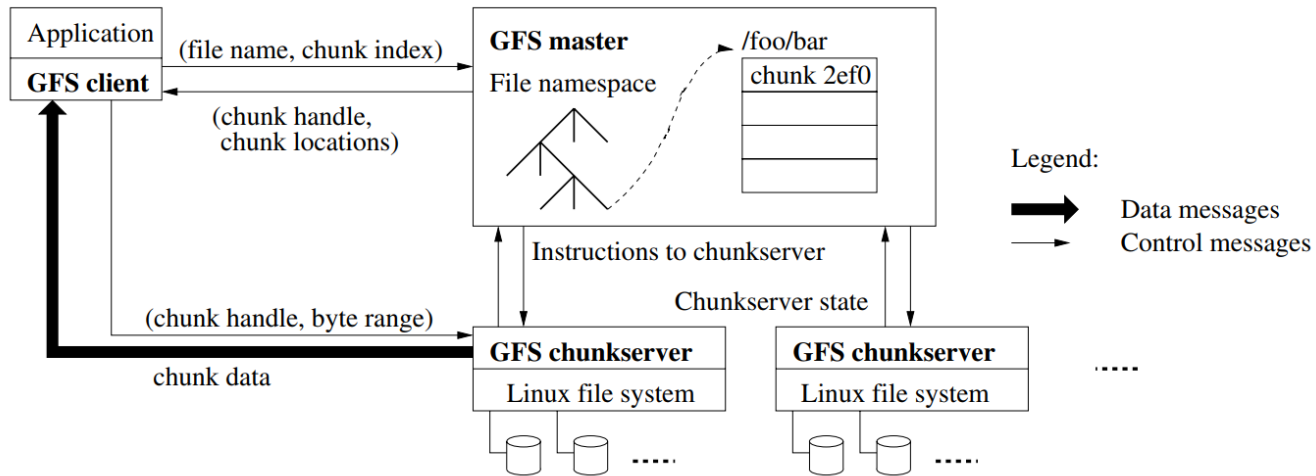 Application
GFS client
(file name, chunk index)
(chunk handle,
chunk locations)
GFS master
File namespace
/foo/bar
chunk 2ef0
Legend:
Data messages
Control messages
Instructions to chunkserver
Chunkserver state
(chunk handle, byte range)
chunk data
GFS chunkserver
Linux file system
GFS chunkserver
Linux file system